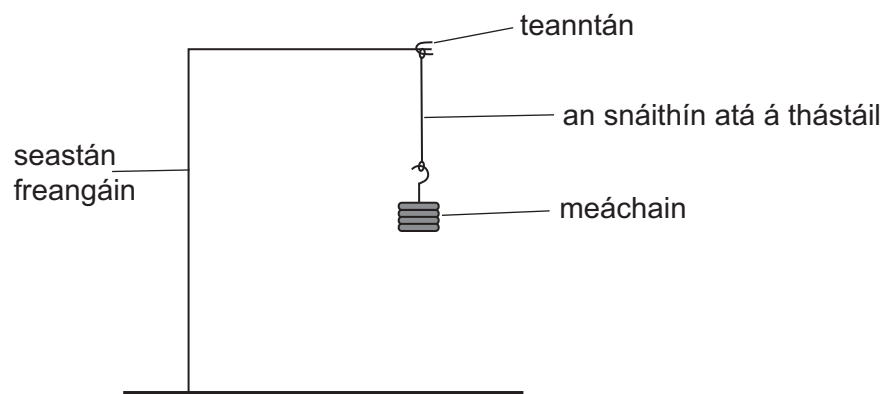 teanntán
an snáithín atá á thástáil
seastán
freangáin
meáchain